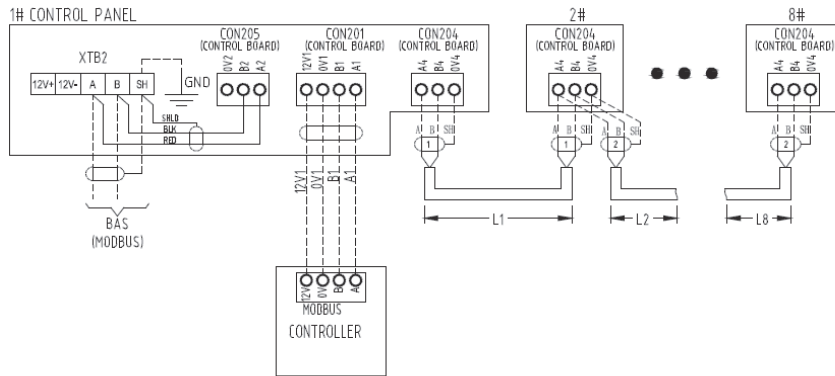 1# CONTROL PANEL
2#
8#
CON205
(CONTROL BOARD)
CON201
(CONTROL BOARD)
CON204
(CONTROL BOARD)
CON204
(CONTROL BOARD)
CON204
(CONTROL BOARD)
XTB2
12V+ 12V- A B SH
GND
0V2 B2 A2
12V1 0V1 B1 A1
A4 B4 0V4
A4 B4 0V4
A4 B4 0V4
SHLD
BLK
RED
A B SH
1
A B SH
1
A B SH
2
A B SH
2
12V1 0V1 B1 A1
BAS
(MODBUS)
L1
L2
L8
12V 0V B A
MODBUS
CONTROLLER